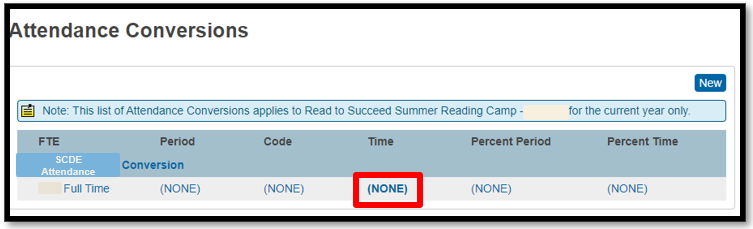 Attendance Conversions
New
Note: This list of Attendance Conversions applies to Read to Succeed Summer Reading Camp - for the current year only.
FTE Period Code Time Percent Period Percent Time
SCDE
Attendance Conversion
Full Time (NONE) (NONE) (NONE) (NONE) (NONE)